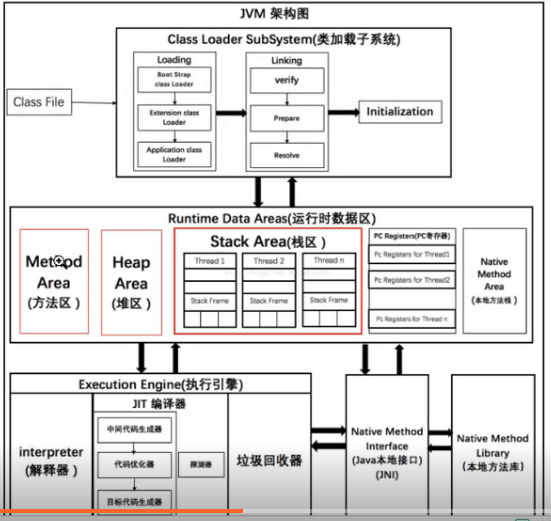 JVM 架构图
Class Loader SubSystem(类加载子系统)
Class File
Loading
Boot Strap
class Loader
Extension class
Loader
Application class
Loader
Linking
verify
Prepare
Resolve
Initialization
Runtime Data Areas(运行时数据区)
Method
Area
(方法区)
Heap
Area
(堆区)
Stack Area(栈区)
Thread 1
Thread 2
Thread n
Stack Frame
Stack Frame
Stack Frame
PC Registers(PC寄存器)
Pc Registers for Thread1
Pc Registers for Thread2
Pc Registers for Thread n
Native
Method
Area
(本地方法栈)
Execution Engine(执行引擎)
interpreter
(解释器)
JIT 编译器
中间代码生成器
代码优化器
目标代码生成器
探测器
垃圾回收器
Native Method
Interface
(Java本地接口)
(JNI)
Native Method
Library
(本地方法库)